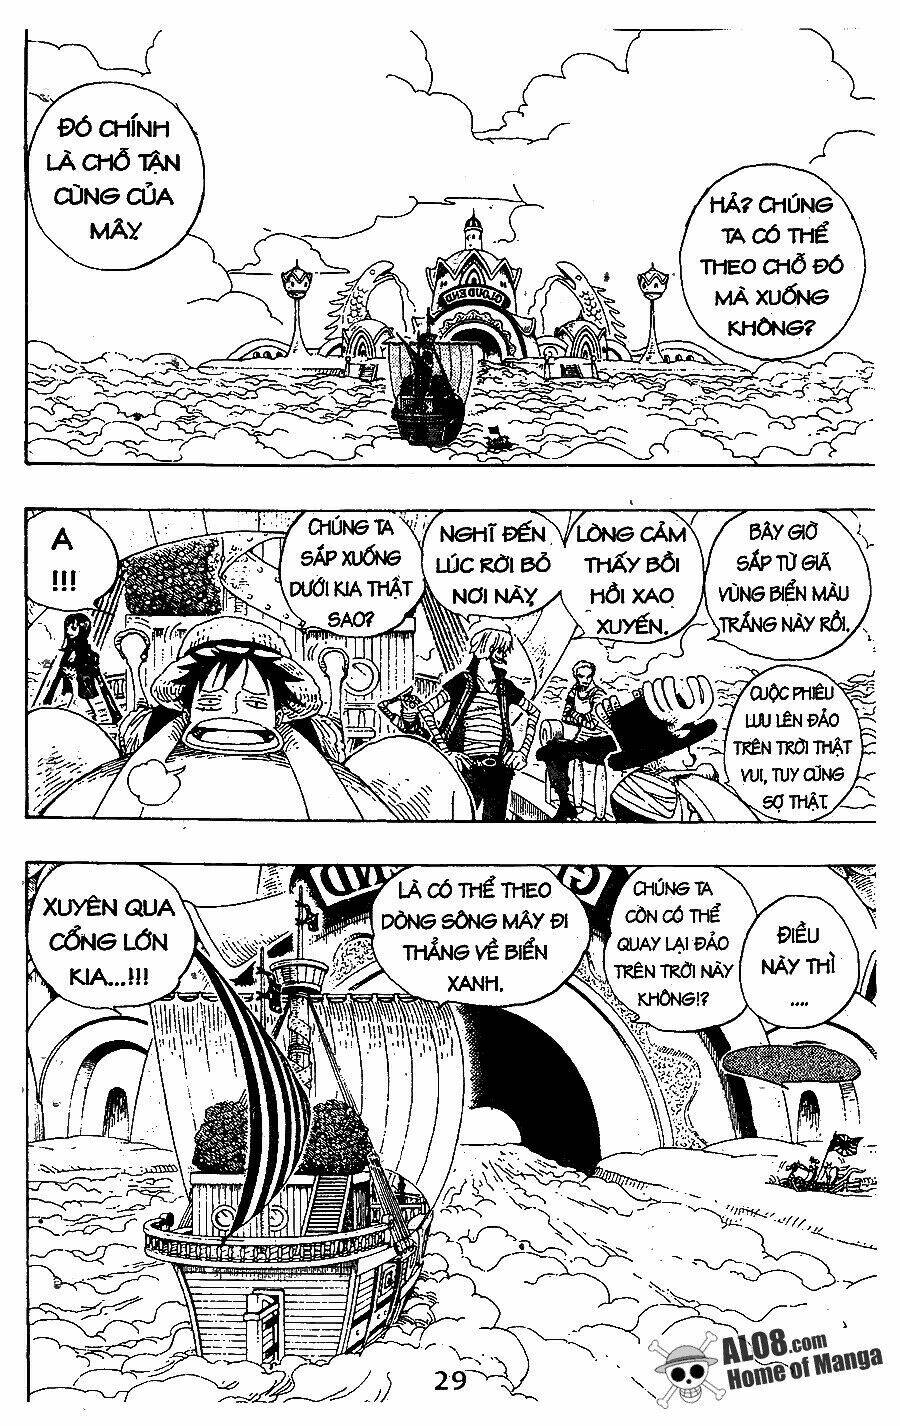 ĐÓ CHÍNH
LÀ CHỖ TẬN
CÙNG CỦA
MÂY.
HẢ? CHÚNG
TA CÓ THỂ
THEO CHỖ ĐÓ
MÀ XUỐNG
KHÔNG?
CLOUD END
A
!!!
CHÚNG TA
SẮP XUỐNG
DƯỚI KIA THẬT
SAO?
NGHĨ ĐẾN
LÚC RỜI BỎ
NƠI NÀY,
LÒNG CẢM
THẤY BỒI
HỒI XAO
XUYẾN.
BÂY GIỜ
SẮP TỪ GIÃ
VÙNG BIỂN MÀU
TRẮNG NÀY RỒI.
CUỘC PHIÊU
LƯU LÊN ĐẢO
TRÊN TRỜI THẬT
VUI, TUY CŨNG
SỢ THẬT.
XUYÊN QUA
CỔNG LỚN
KIA...!!!
LÀ CÓ THỂ THEO
DÒNG SÔNG MÂY ĐI
THẲNG VỀ BIỂN
XANH.
CHÚNG TA
CÒN CÓ THỂ
QUAY LẠI ĐẢO
TRÊN TRỜI NÀY
KHÔNG!?
ĐIỀU
NÀY THÌ
....
29
ALO8.com
Home of Manga